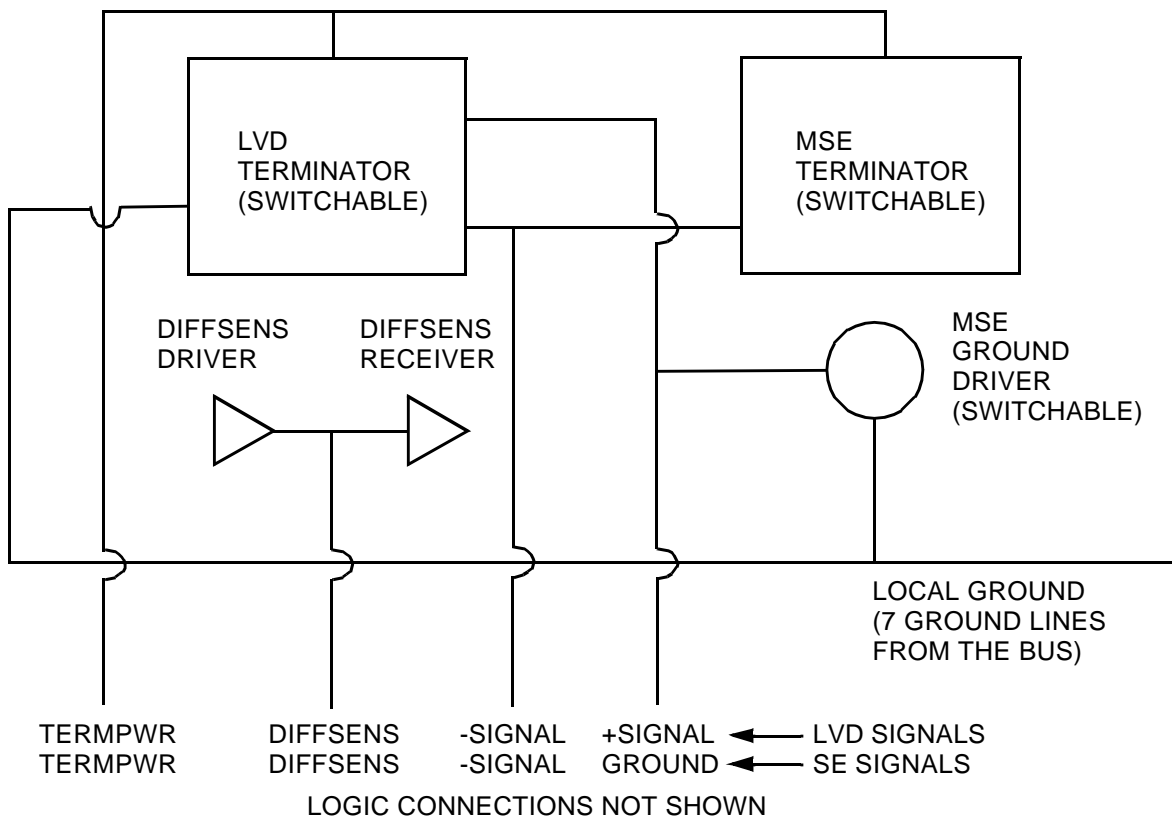 LVD
TERMINATOR
(SWITCHABLE)
MSE
TERMINATOR
(SWITCHABLE)
DIFFSENS
DRIVER
DIFFSENS
RECEIVER
MSE
GROUND
DRIVER
(SWITCHABLE)
LOCAL GROUND
(7 GROUND LINES
FROM THE BUS)
TERMPWR DIFFSENS -SIGNAL +SIGNAL LVD SIGNALS
TERMPWR DIFFSENS -SIGNAL GROUND SE SIGNALS
LOGIC CONNECTIONS NOT SHOWN